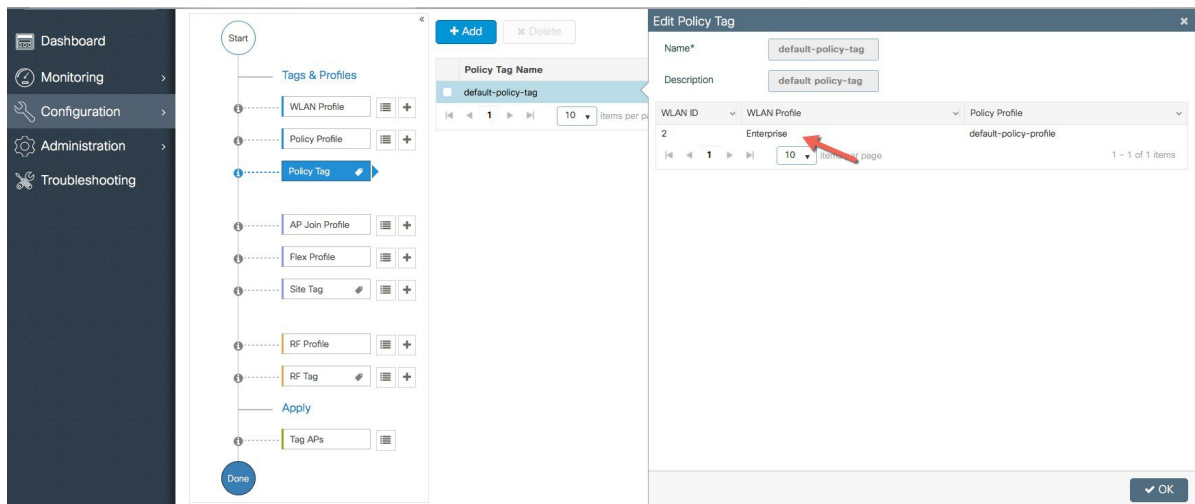 Dashboard
Monitoring
Configuration
Administration
Troubleshooting
Start
Tags & Profiles
WLAN Profile
Policy Profile
Policy Tag
AP Join Profile
Flex Profile
Site Tag
RF Profile
RF Tag
Apply
Tag APs
Done
+ Add
× Delete
Policy Tag Name
default-policy-tag
1
10
items per
Edit Policy Tag
Name*
default-policy-tag
Description
default policy-tag
WLAN ID
WLAN Profile
Policy Profile
2
Enterprise
default-policy-profile
1
10
items per page
1 - 1 of 1 items
OK